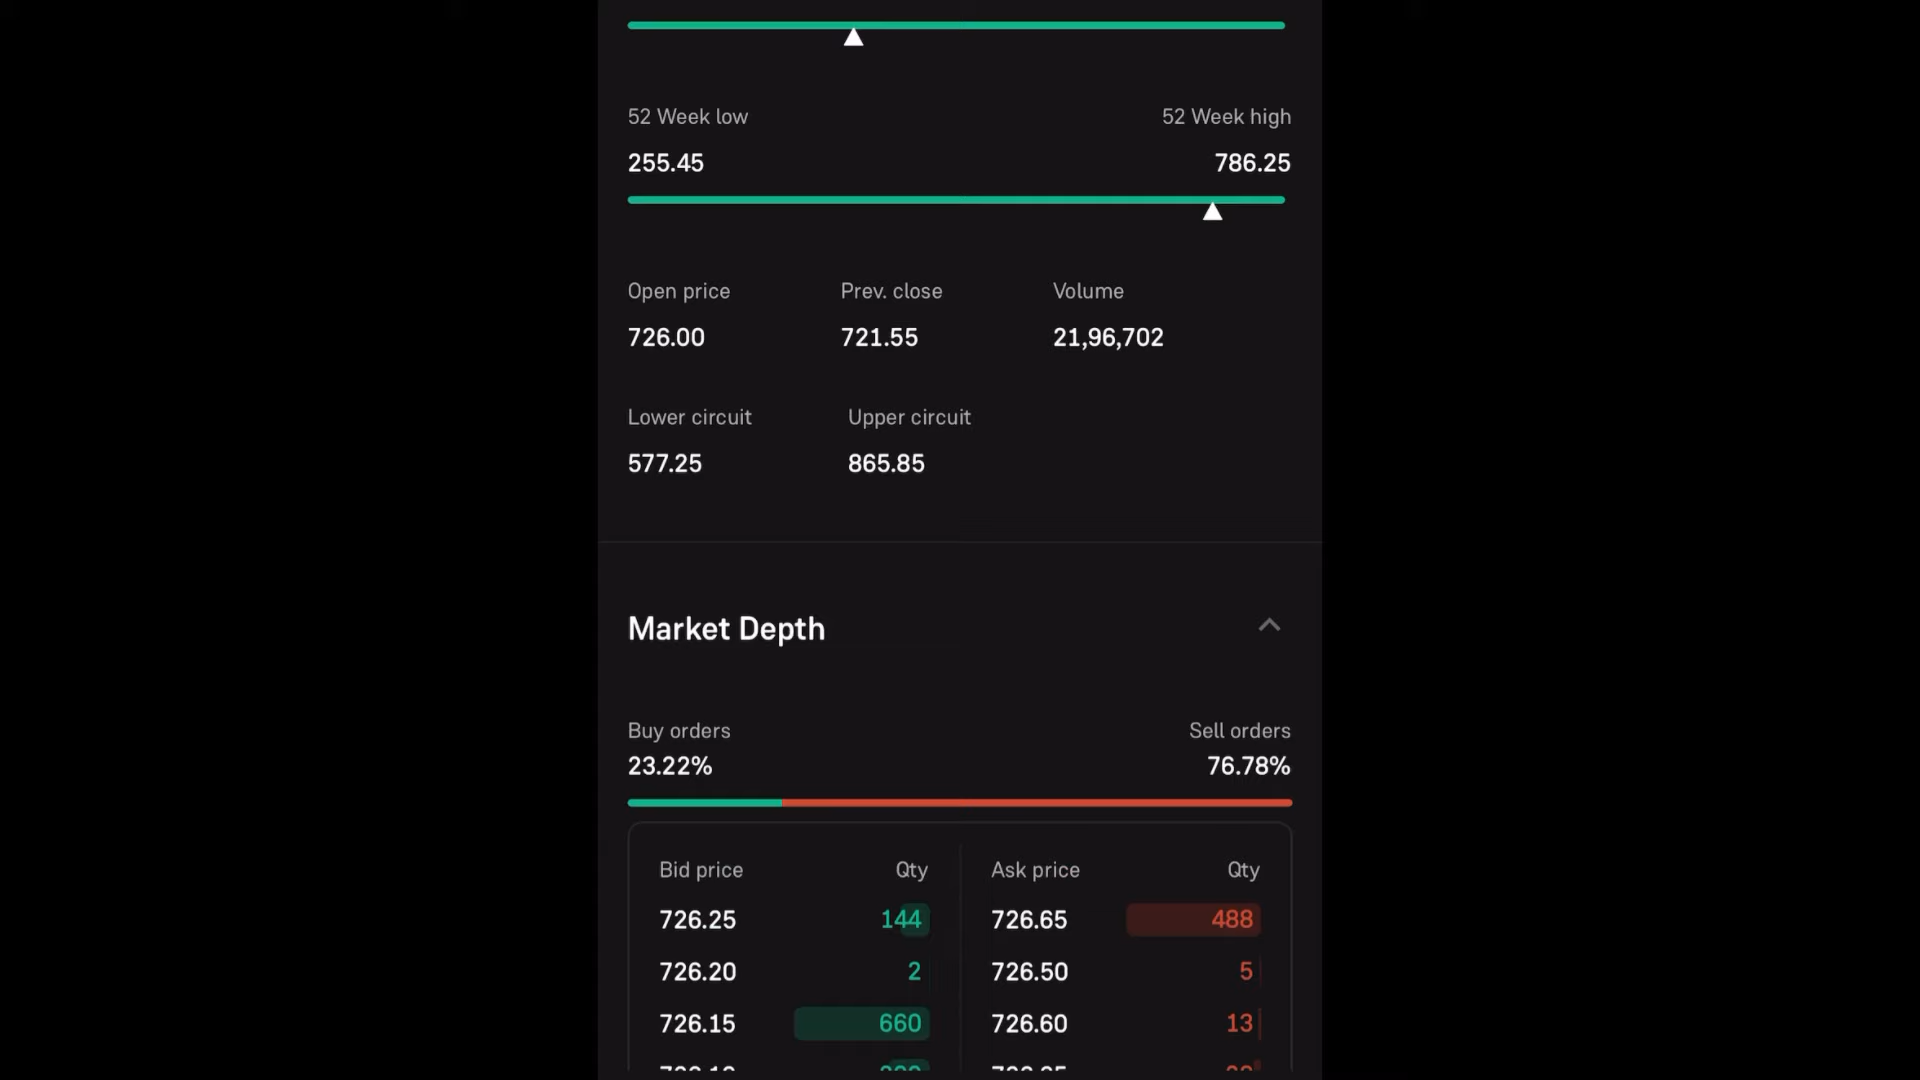 52 Week low 52 Week high
255.45 786.25
Open price Prev. close Volume
726.00 721.55 21,96,702
Lower circuit Upper circuit
577.25 865.85
Market Depth
Buy orders Sell orders
23.22% 76.78%
Bid price Qty Ask price Qty
726.25 144 726.65 488
726.20 2 726.50 5
726.15 660 726.60 13